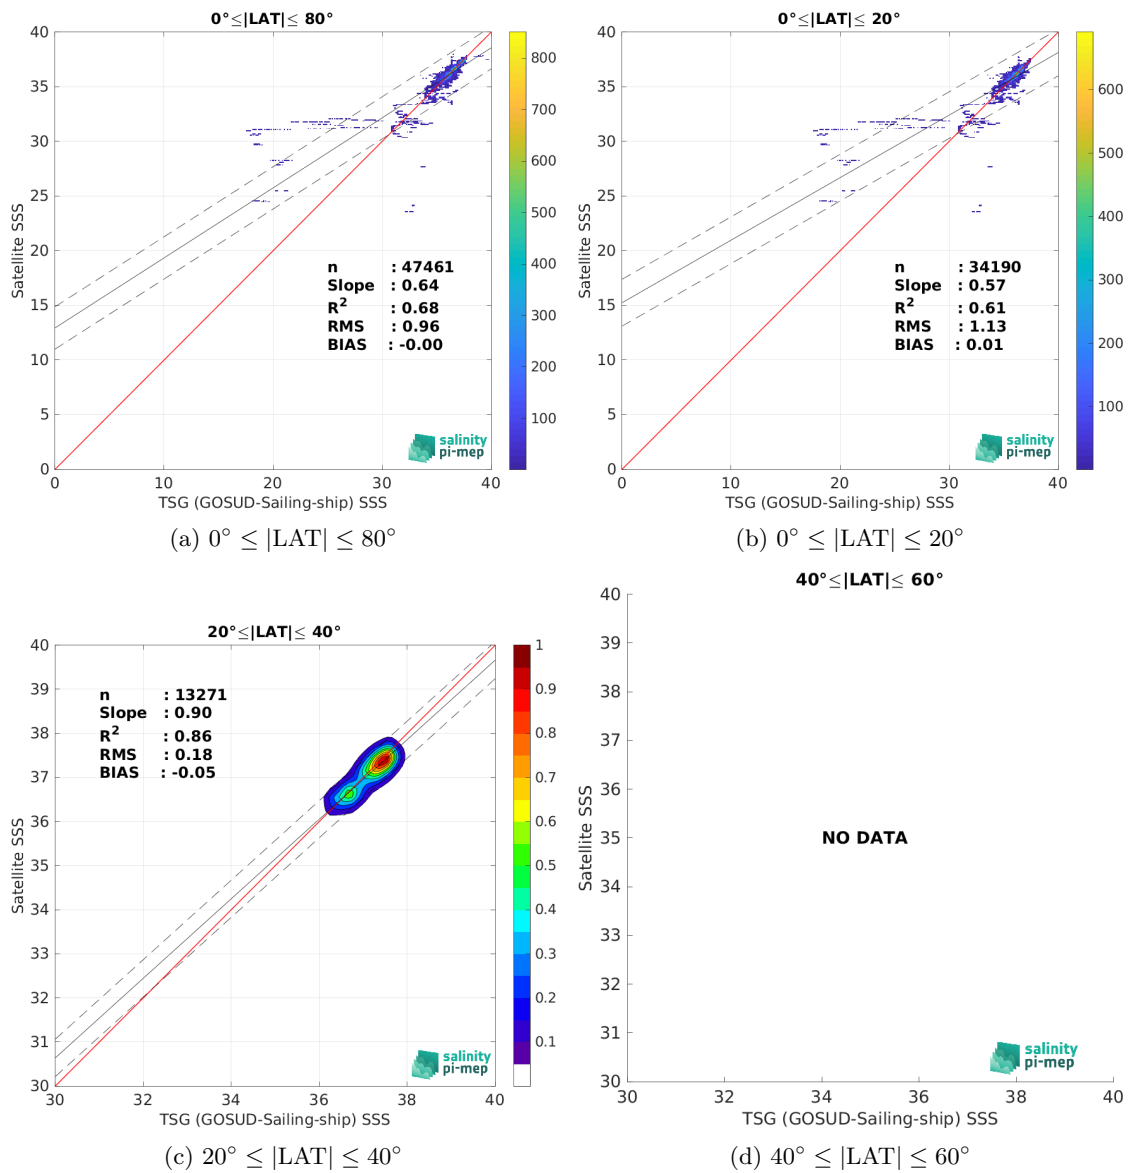 0°≤|LAT|≤ 80°
40
35
30
25
20
15
10
5
0
0
10
20
30
40
Satellite SSS
TSG (GOSUD-Sailing-ship) SSS
n : 47461
Slope : 0.64
R² : 0.68
RMS : 0.96
BIAS : -0.00
salinity
pi-mep
800
700
600
500
400
300
200
100
(a) 0° ≤ |LAT| ≤ 80°
0°≤|LAT|≤ 20°
40
35
30
25
20
15
10
5
0
0
10
20
30
40
Satellite SSS
TSG (GOSUD-Sailing-ship) SSS
n : 34190
Slope : 0.57
R² : 0.61
RMS : 1.13
BIAS : 0.01
salinity
pi-mep
600
500
400
300
200
100
(b) 0° ≤ |LAT| ≤ 20°
20°≤|LAT|≤ 40°
40
39
38
37
36
35
34
33
32
31
30
30
32
34
36
38
40
Satellite SSS
TSG (GOSUD-Sailing-ship) SSS
n : 13271
Slope : 0.90
R² : 0.86
RMS : 0.18
BIAS : -0.05
salinity
pi-mep
1
0.9
0.8
0.7
0.6
0.5
0.4
0.3
0.2
0.1
(c) 20° ≤ |LAT| ≤ 40°
40°≤|LAT|≤ 60°
40
39
38
37
36
35
34
33
32
31
30
30
32
34
36
38
40
Satellite SSS
TSG (GOSUD-Sailing-ship) SSS
NO DATA
salinity
pi-mep
(d) 40° ≤ |LAT| ≤ 60°